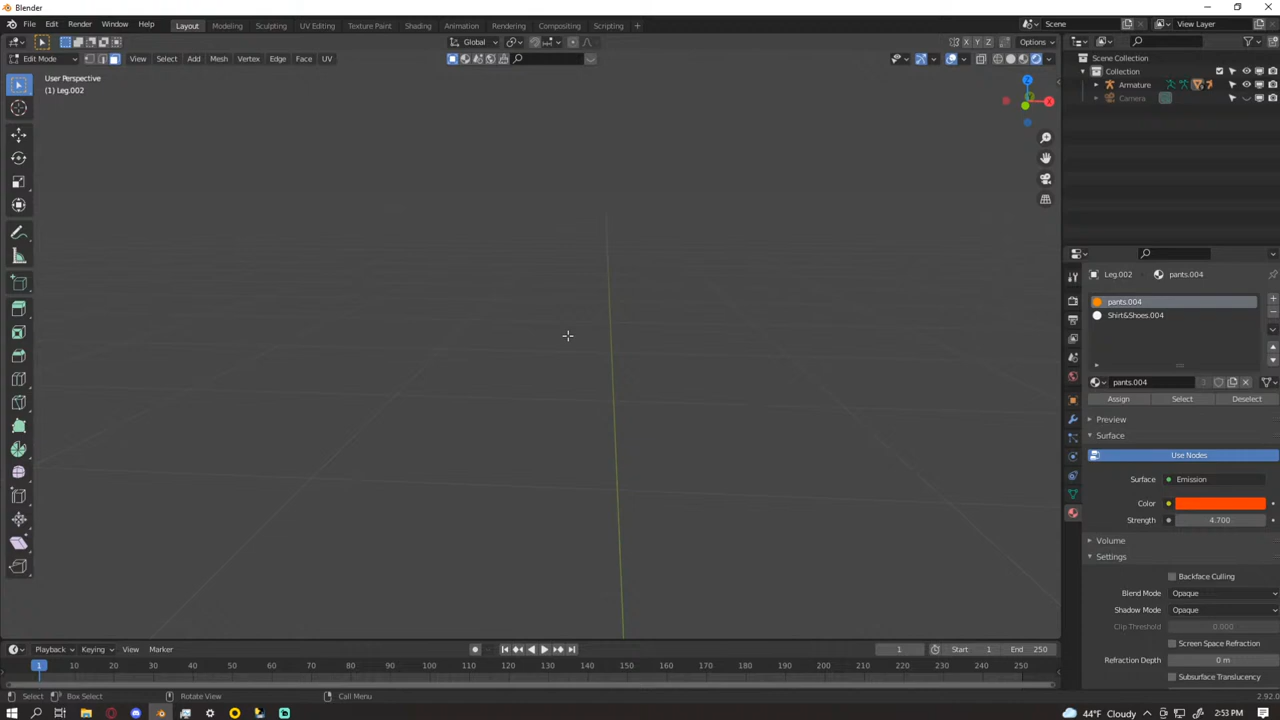 Blender
File Edit Render Window Help Layout Modeling Sculpting UV Editing Texture Paint Shading Animation Compositing Rendering Scripting + Scene View Layer
Global Options
X Y Z
Edit Mode View Select Add Mesh Vertex Edge Face UV
User Perspective
(1) Leg.002
Z
X
Scene Collection
Collection
Armature
Camera
Leg.002 pants.004
pants.004
Shirt&Shoes.004
pants.004 3
Assign Select Deselect
Preview
Surface
Use Nodes
Surface Emission
Color
Strength 4.700
Volume
Settings
Backface Culling
Blend Mode Opaque
Shadow Mode Opaque
Clip Threshold 0.000
Screen Space Refraction
Refraction Depth 0 m
Subsurface Translucency
Playback Keying View Marker 1 Start 1 End 250
1 10 20 30 40 50 60 70 80 90 100 110 120 130 140 150 160 170 180 190 200 210 220 230 240 250
Select Box Select Rotate View Call Menu 2.92.0
44°F Cloudy 2:53 PM